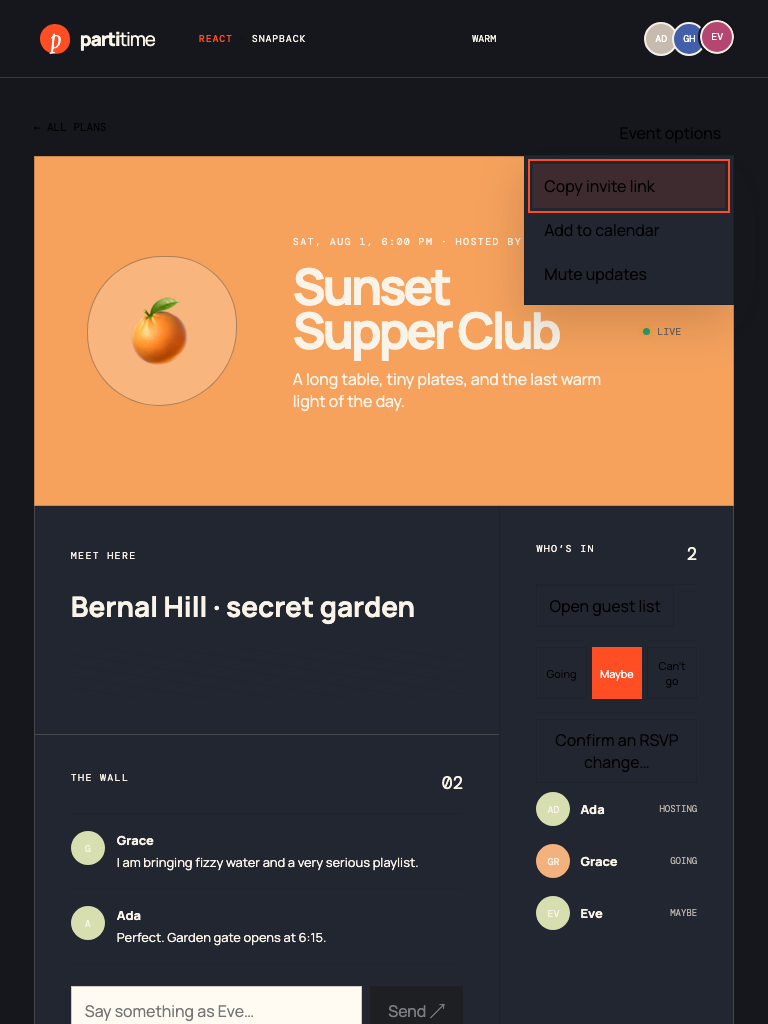 p partitime
REACT SNAPBACK WARM
AD GH EV
← ALL PLANS
Event options
Copy invite link
Add to calendar
Mute updates
SAT, AUG 1, 6:00 PM · HOSTED BY
Sunset
Supper Club
LIVE
A long table, tiny plates, and the last warm
light of the day.
MEET HERE
Bernal Hill · secret garden
WHO'S IN 2
Open guest list
Going Maybe Can't
go
Confirm an RSVP
change…
AD Ada HOSTING
GR Grace GOING
EV Eve MAYBE
THE WALL 02
G Grace
I am bringing fizzy water and a very serious playlist.
A Ada
Perfect. Garden gate opens at 6:15.
Say something as Eve… Send ↗